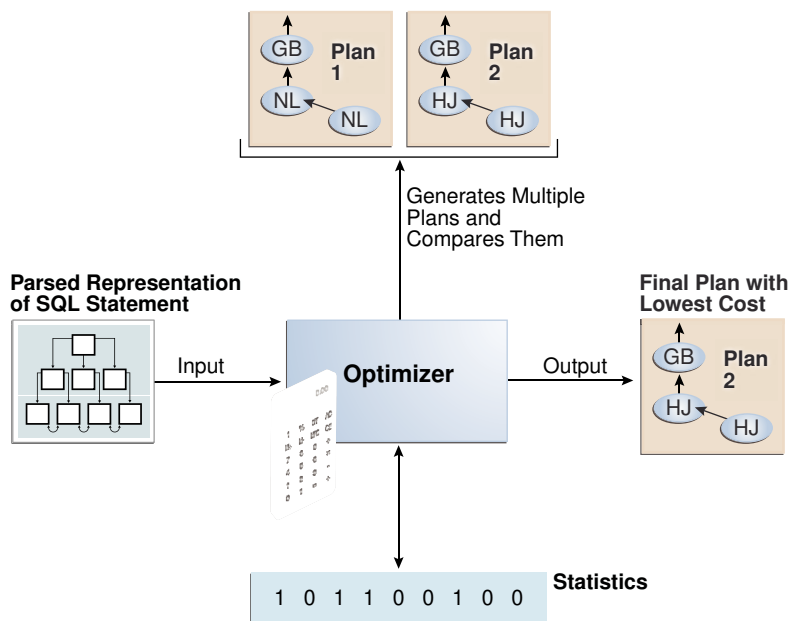 GB
Plan
1
NL
NL
GB
Plan
2
HJ
HJ
Generates Multiple
Plans and
Compares Them
Parsed Representation
of SQL Statement
Input
Optimizer
Output
Final Plan with
Lowest Cost
GB
Plan
2
HJ
HJ
Statistics
1 0 1 1 0 0 1 0 0